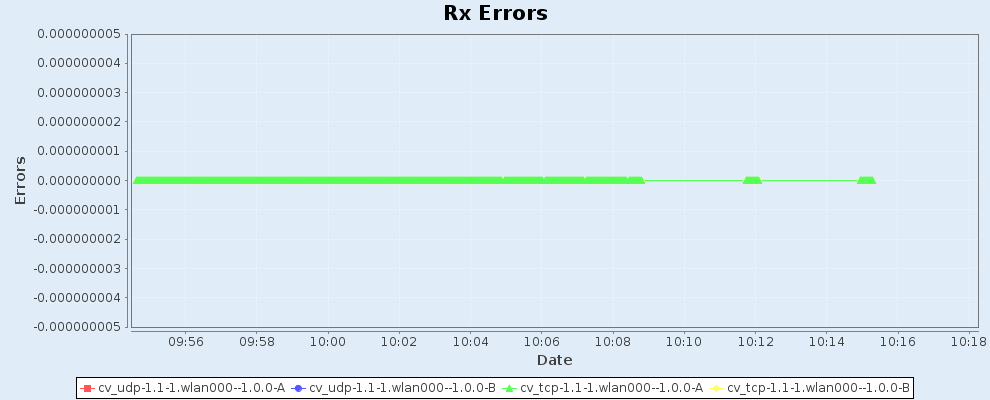 Rx Errors
0.000000005
0.000000004
0.000000003
0.000000002
0.000000001
0.000000000
-0.000000001
-0.000000002
-0.000000003
-0.000000004
-0.000000005
Errors
09:56 09:58 10:00 10:02 10:04 10:06 10:08 10:10 10:12 10:14 10:16 10:18
Date
cv_udp-1.1-1.wlan000--1.0.0-A cv_udp-1.1-1.wlan000--1.0.0-B cv_tcp-1.1-1.wlan000--1.0.0-A cv_tcp-1.1-1.wlan000--1.0.0-B